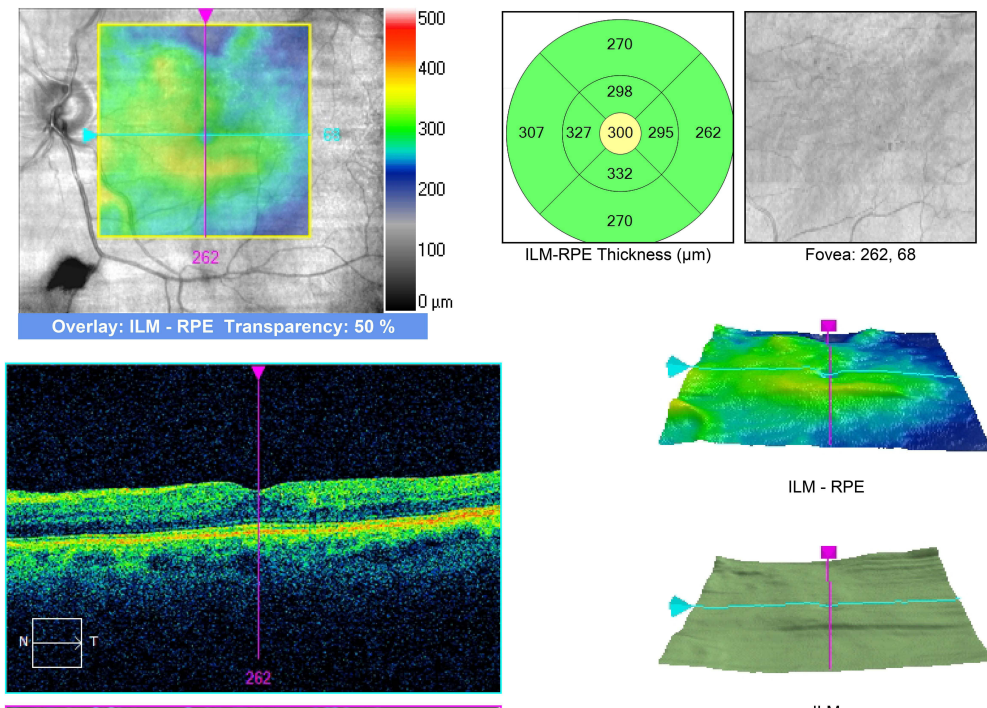 500
400
300
200
100
0 µm
68
262
Overlay: ILM - RPE  Transparency: 50 %
270
298
307 327 300 295 262
332
270
ILM-RPE Thickness (µm)
Fovea: 262, 68
N T
262
ILM - RPE